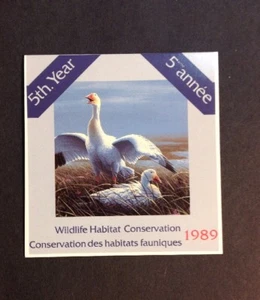 5th. Year
5e année
Wildlife Habitat Conservation
Conservation des habitats fauniques
1989